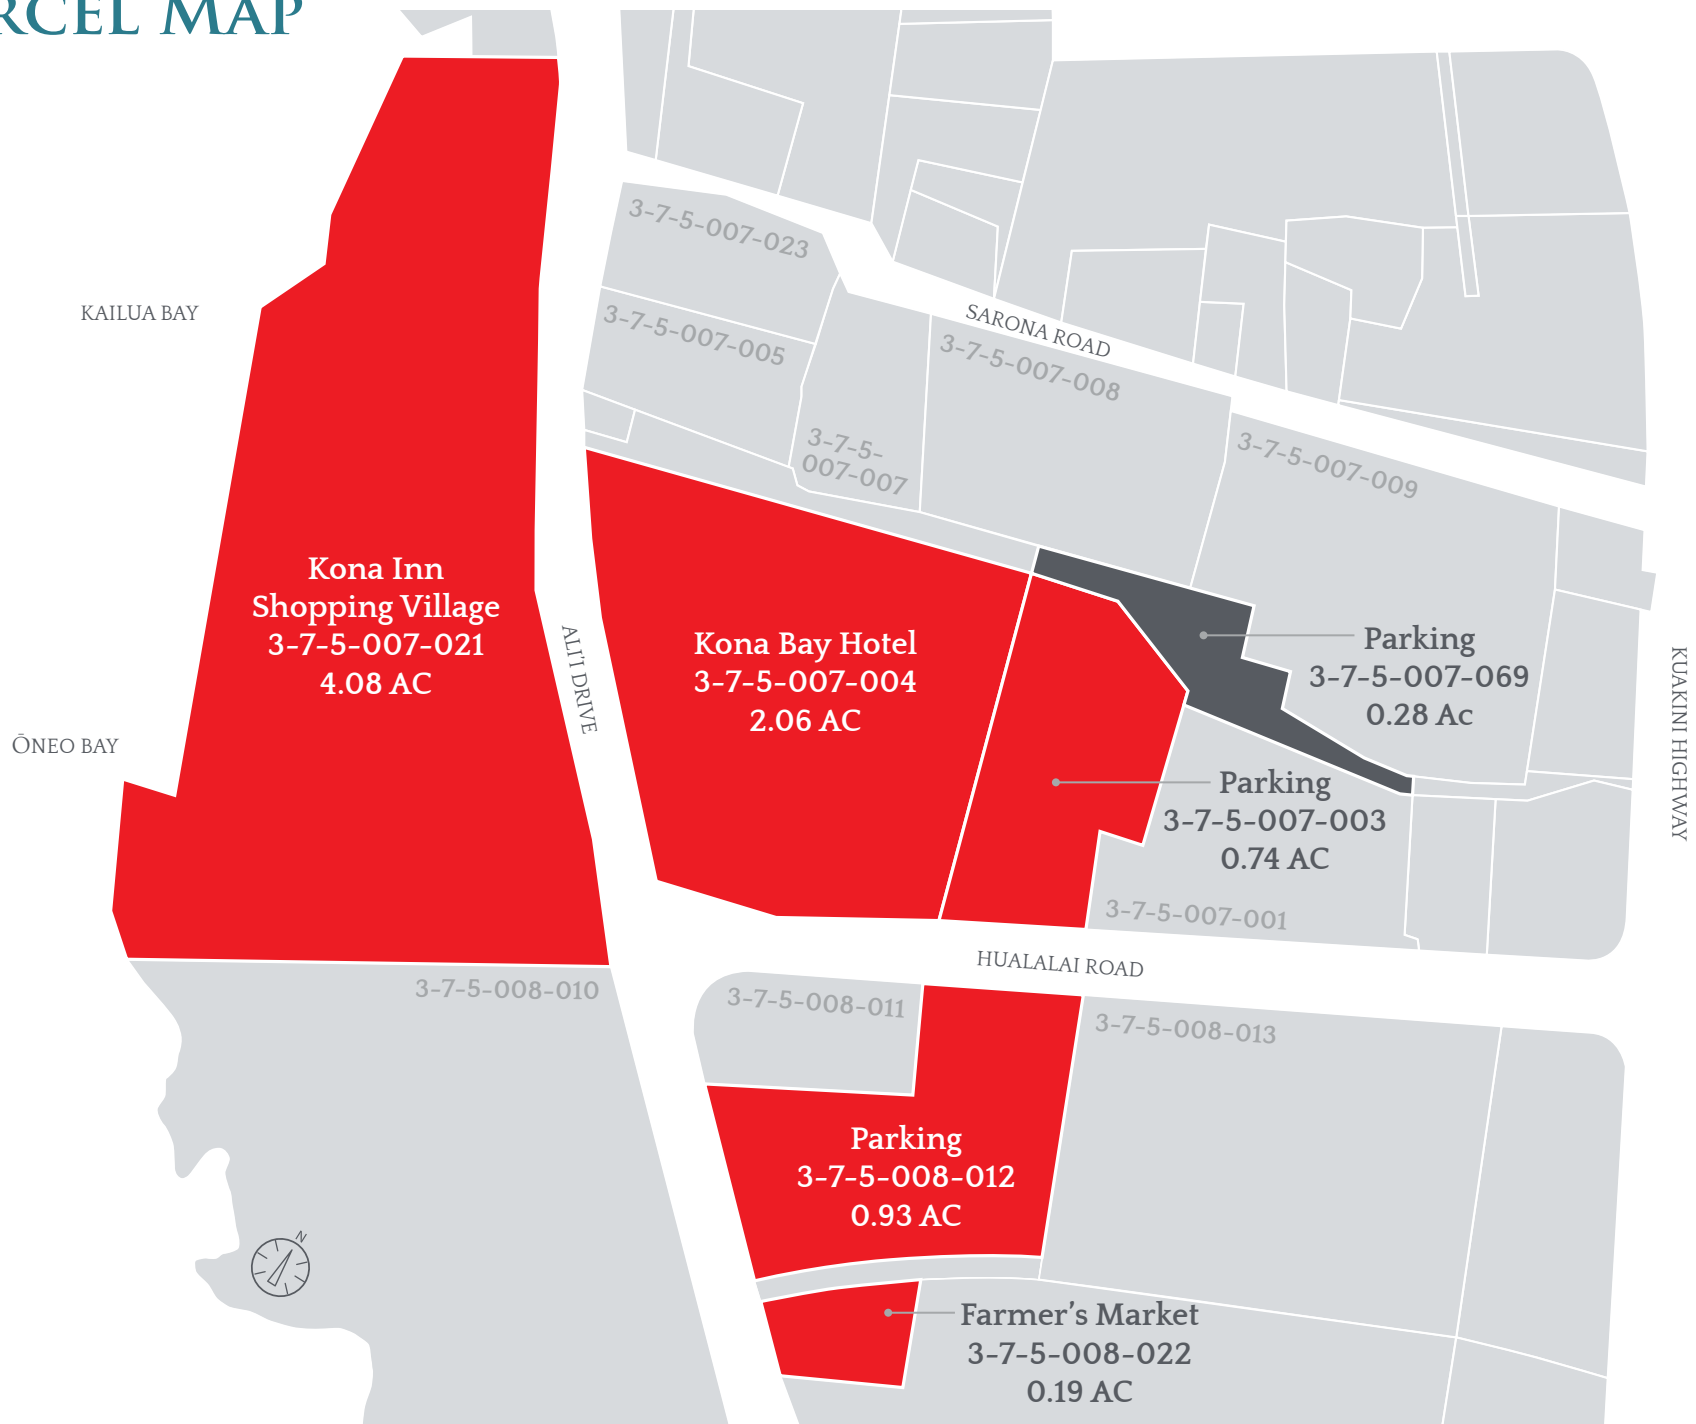 RCEL MAP
3-7-5-007-023
KAILUA BAY
3-7-5-007-005
SARONA ROAD
3-7-5-007-008
3-7-5-
007-007
3-7-5-007-009
Kona Inn
Shopping Village
3-7-5-007-021
4.08 AC
ALI'I DRIVE
Kona Bay Hotel
3-7-5-007-004
2.06 AC
Parking
3-7-5-007-069
0.28 Ac
KUAKINI HIGHWAY
ŌNEO BAY
Parking
3-7-5-007-003
0.74 AC
3-7-5-007-001
HUALALAI ROAD
3-7-5-008-010
3-7-5-008-011
3-7-5-008-013
Parking
3-7-5-008-012
0.93 AC
N
Farmer's Market
3-7-5-008-022
0.19 AC